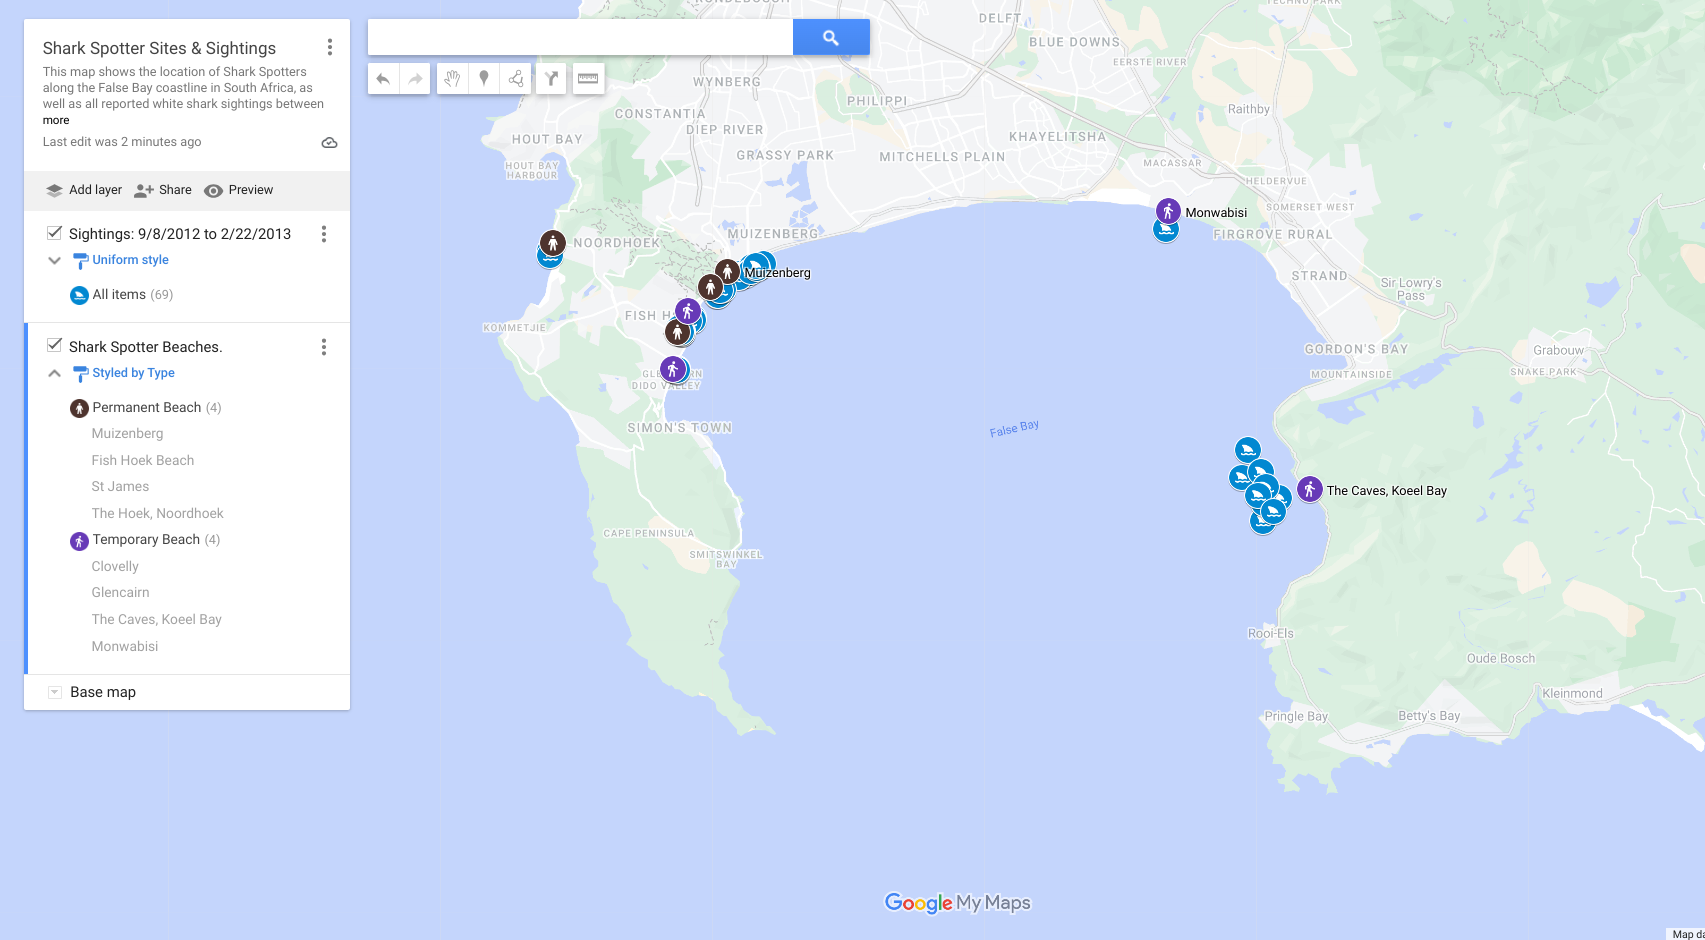 Shark Spotter Sites & Sightings
This map shows the location of Shark Spotters
along the False Bay coastline in South Africa, as
well as all reported white shark sightings between
more
Last edit was 2 minutes ago
Add layer
Share
Preview
Sightings: 9/8/2012 to 2/22/2013
Uniform style
All items (69)
Shark Spotter Beaches.
Styled by Type
Permanent Beach (4)
Muizenberg
Fish Hoek Beach
St James
The Hoek, Noordhoek
Temporary Beach (4)
Clovelly
Glencairn
The Caves, Koeel Bay
Monwabisi
Base map
RONDEBOSCH
DELFT
TECHNO PARK
BLUE DOWNS
EERSTE RIVER
WYNBERG
PHILIPPI
Raithby
CONSTANTIA
DIEP RIVER
HOUT BAY
KHAYELITSHA
GRASSY PARK
MITCHELLS PLAIN
MACASSAR
HOUT BAY
HARBOUR
HELDERVUE
SOMERSET WEST
Monwabisi
FIRGROVE RURAL
MUIZENBERG
NOORDHOEK
Muizenberg
STRAND
Sir Lowry's
Pass
FISH H
KOMMETJIE
GORDON'S BAY
Grabouw
SNAKE PARK
MOUNTAINSIDE
GLE
RN
DIDO VALLEY
SIMON'S TOWN
False Bay
The Caves, Koeel Bay
CAPE PENINSULA
SMITSWINKEL
BAY
Rooi-Els
Oude Bosch
Kleinmond
Pringle Bay
Betty's Bay
Google My Maps
Map da